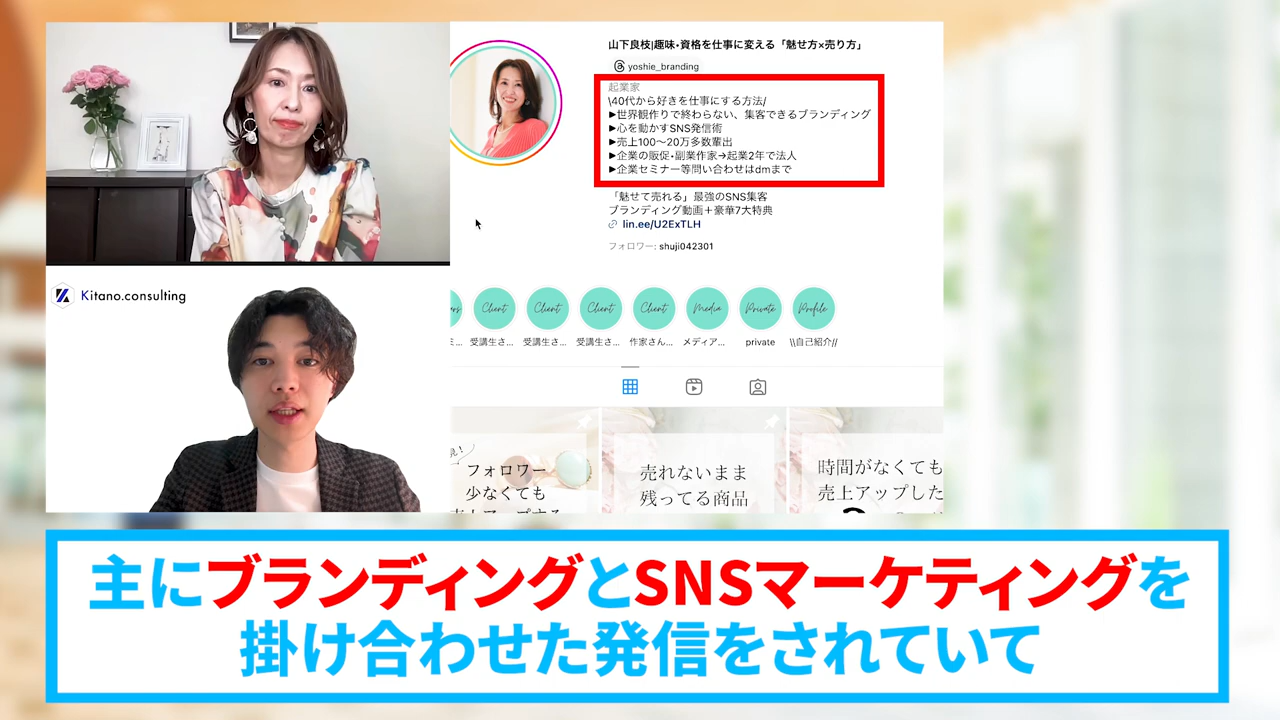 山下良枝|趣味・資格を仕事に変える「魅せ方×売り方」
yoshie_branding
起業家
\40代から好きを仕事にする方法/
▶世界観作りで終わらない、集客できるブランディング
▶心を動かすSNS発信術
▶売上100〜20万多数輩出
▶企業の販促・副業作家→起業2年で法人
▶企業セミナー等問い合わせはdmまで
「魅せて売れる」最強のSNS集客
ブランディング動画＋豪華7大特典
lin.ee/U2ExTLH
フォロワー: shuji042301
Kitano.consulting
Client
Client
Client
Client
Media
Private
Profile
ミ...
受講生さ...
受講生さ...
受講生さ...
作家さん...
メディア...
private
\\自己紹介//
フォロワー
少なくても
売上アップする
売れないまま
残ってる商品
時間がなくても
売上アップした
主にブランディングとSNSマーケティングを
掛け合わせた発信をされていて